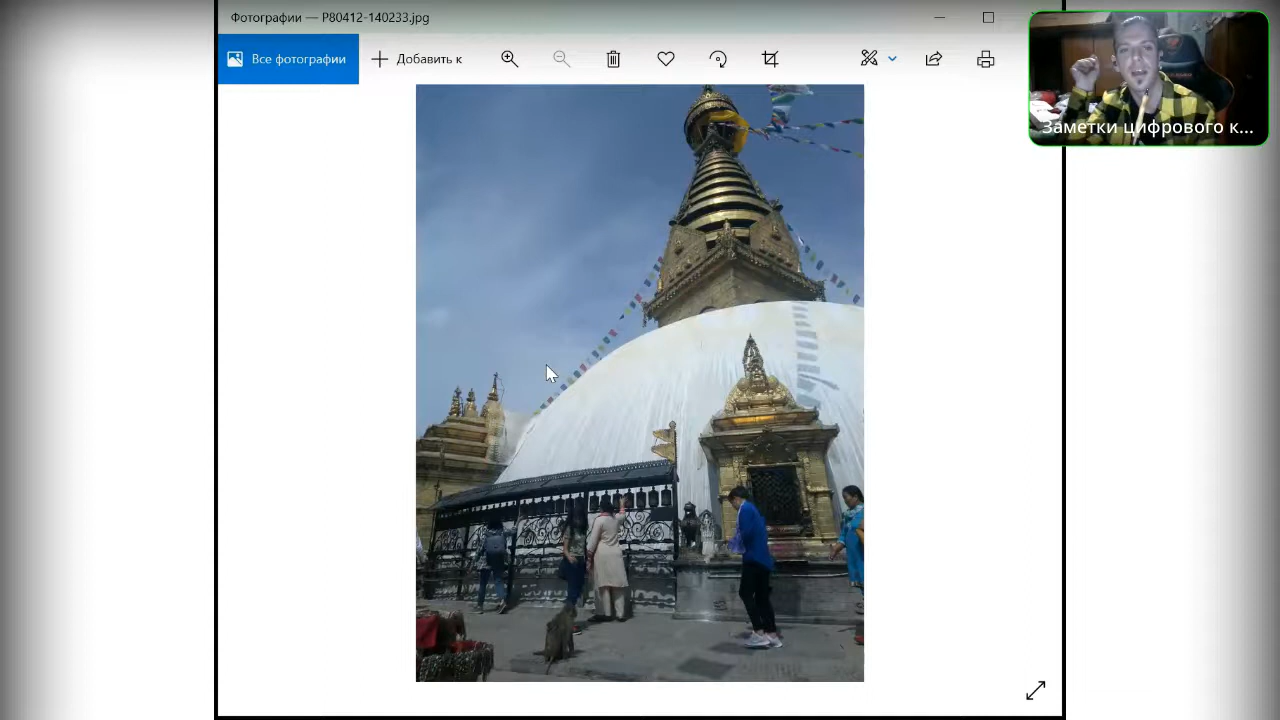 Фотографии — P80412-140233.jpg
Все фотографии
Добавить к
Заметки цифрового к...